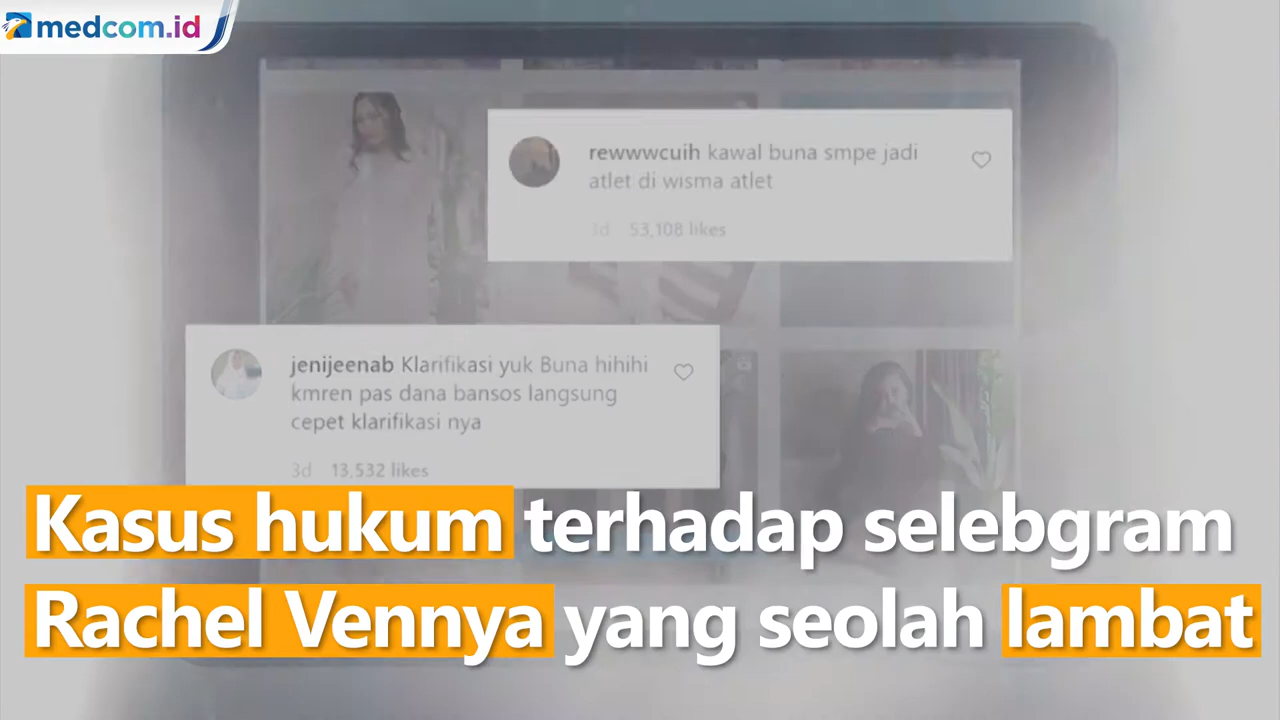 medcom.id
rewwwcuih kawal buna smpe jadi
atlet di wisma atlet
3d 53,108 likes
jenijeenab Klarifikasi yuk Buna hihihi
kmren pas dana bansos langsung
cepet klarifikasi nya
3d 13,532 likes
Kasus hukum terhadap selebgram
Rachel Vennya yang seolah lambat